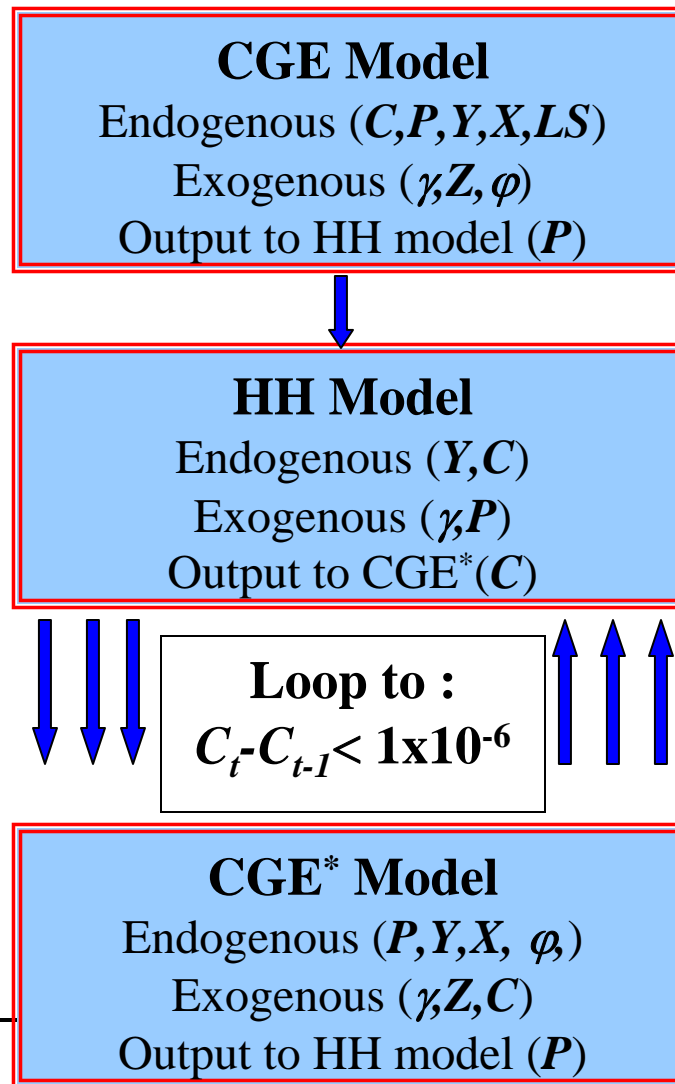 CGE Model
Endogenous (C,P,Y,X,LS)
Exogenous (γ,Z,φ)
Output to HH model (P)
HH Model
Endogenous (Y,C)
Exogenous (γ,P)
Output to CGE*(C)
Loop to :
Cₜ-Cₜ₋₁< 1x10⁻⁶
CGE* Model
Endogenous (P,Y,X, φ,)
Exogenous (γ,Z,C)
Output to HH model (P)